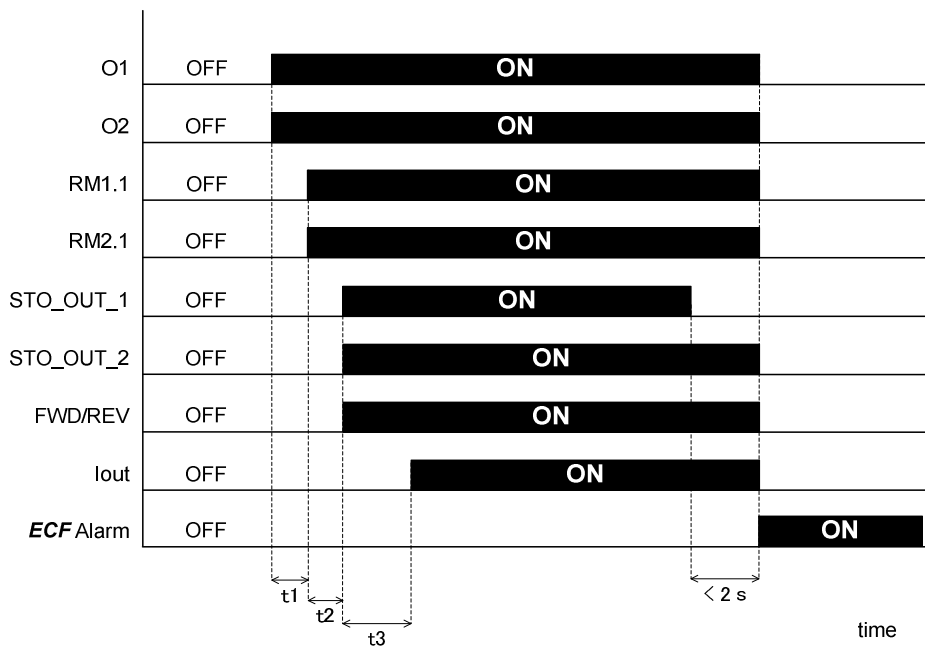 O1 OFF ON
O2 OFF ON
RM1.1 OFF ON
RM2.1 OFF ON
STO_OUT_1 OFF ON
STO_OUT_2 OFF ON
FWD/REV OFF ON
Iout OFF ON
ECF Alarm OFF ON
t1
< 2 s
t2
t3
time